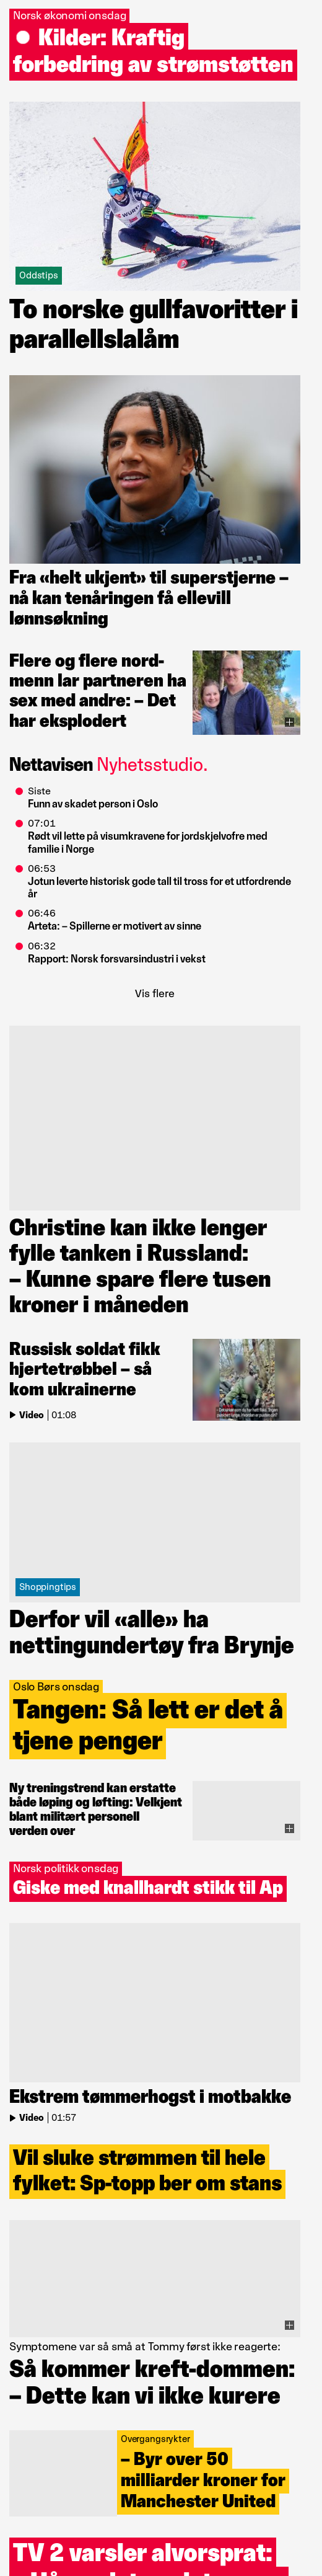 Norsk økonomi onsdag
Kilder: Kraftig
forbedring av strømstøtten
WURTH
Oddstips
To norske gullfavoritter i
parallellslalåm
Fra «helt ukjent» til superstjerne –
nå kan tenåringen få ellevill
lønnsøkning
Flere og flere nord-
menn lar partneren ha
sex med andre: – Det
har eksplodert
Nettavisen Nyhetsstudio.
Siste
Funn av skadet person i Oslo
07:01
Rødt vil lette på visumkravene for jordskjelvofre med
familie i Norge
06:53
Jotun leverte historisk gode tall til tross for et utfordrende
år
06:46
Arteta: – Spillerne er motivert av sinne
06:32
Rapport: Norsk forsvarsindustri i vekst
Vis flere
Christine kan ikke lenger
fylle tanken i Russland:
– Kunne spare flere tusen
kroner i måneden
Russisk soldat fikk
hjertetrøbbel – så
kom ukrainerne
Video 01:08
Shoppingtips
Derfor vil «alle» ha
nettingundertøy fra Brynje
Oslo Børs onsdag
Tangen: Så lett er det å
tjene penger
Ny treningstrend kan erstatte
både løping og løfting: Velkjent
blant militært personell
verden over
Norsk politikk onsdag
Giske med knallhardt stikk til Ap
Ekstrem tømmerhogst i motbakke
Video 01:57
Vil sluke strømmen til hele
fylket: Sp-topp ber om stans
Symptomene var så små at Tommy først ikke reagerte:
Så kommer kreft-dommen:
– Dette kan vi ikke kurere
Overgangsrykter
– Byr over 50
milliarder kroner for
Manchester United
TV 2 varsler alvorsprat: